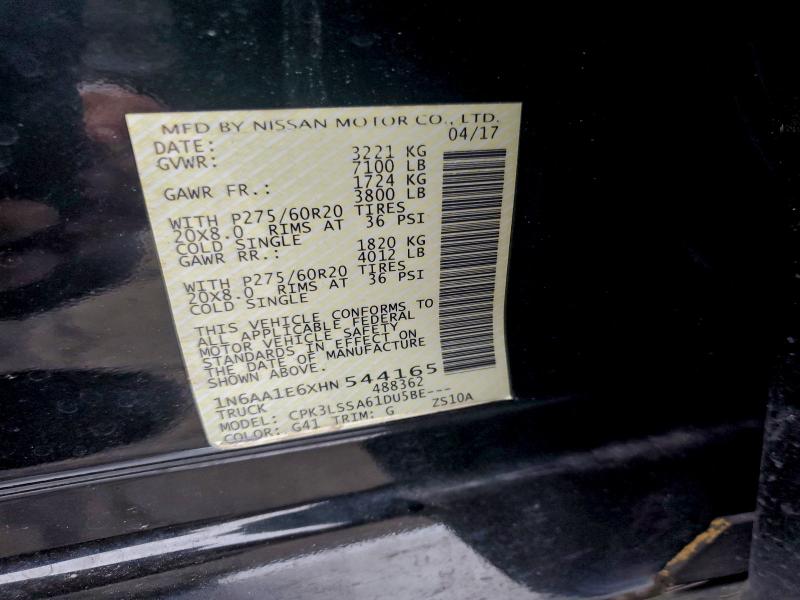 MFD BY NISSAN MOTOR CO., LTD.
DATE: 04/17
GVWR: 3221 KG
7100 LB
GAWR FR.: 1724 KG
3800 LB
WITH P275/60R20 TIRES
20X8.0 RIMS AT 36 PSI
COLD SINGLE
GAWR RR.: 1820 KG
4012 LB
WITH P275/60R20 TIRES
20X8.0 RIMS AT 36 PSI
COLD SINGLE
THIS VEHICLE CONFORMS TO
ALL APPLICABLE FEDERAL
MOTOR VEHICLE SAFETY
STANDARDS IN EFFECT ON
THE DATE OF MANUFACTURE
SHOWN ABOVE.
1N6AA1E6XHN544165
TRUCK 488362
MODEL: CPK3LSSA61DU5BE---
COLOR: G41 TRIM: G ZS10A